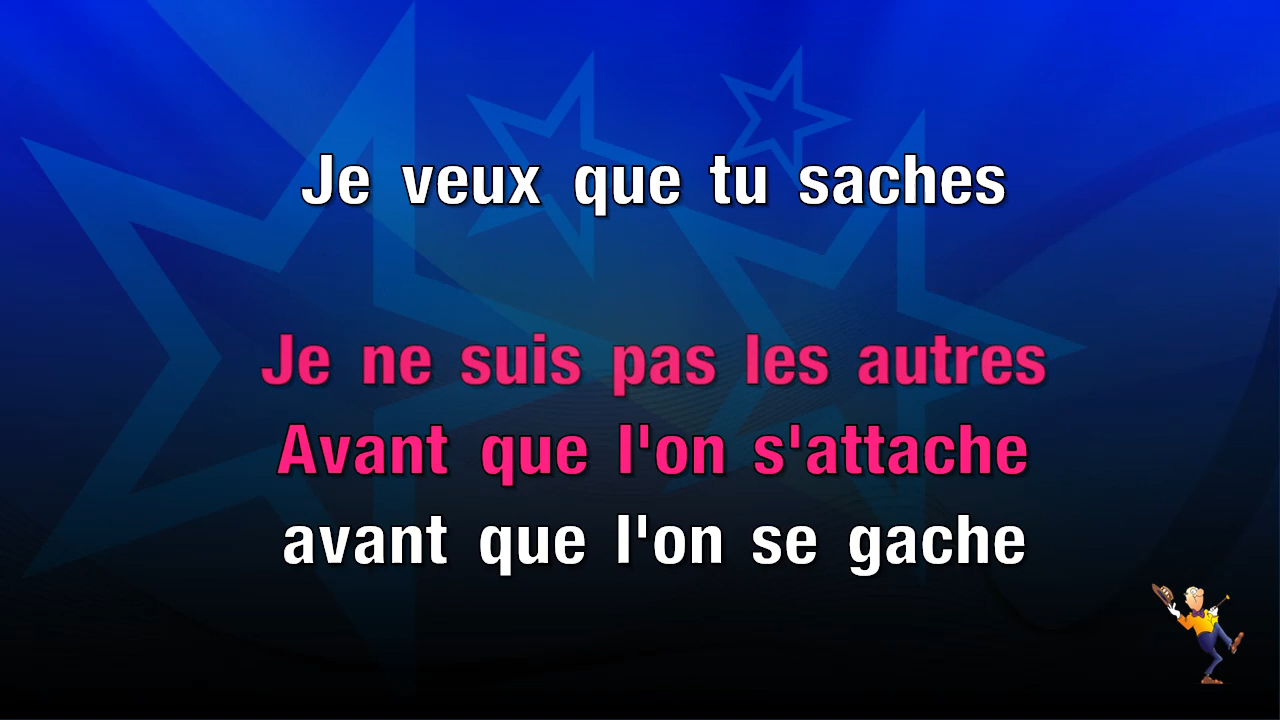 Je veux que tu saches
Je ne suis pas les autres
Avant que l'on s'attache
avant que l'on se gache